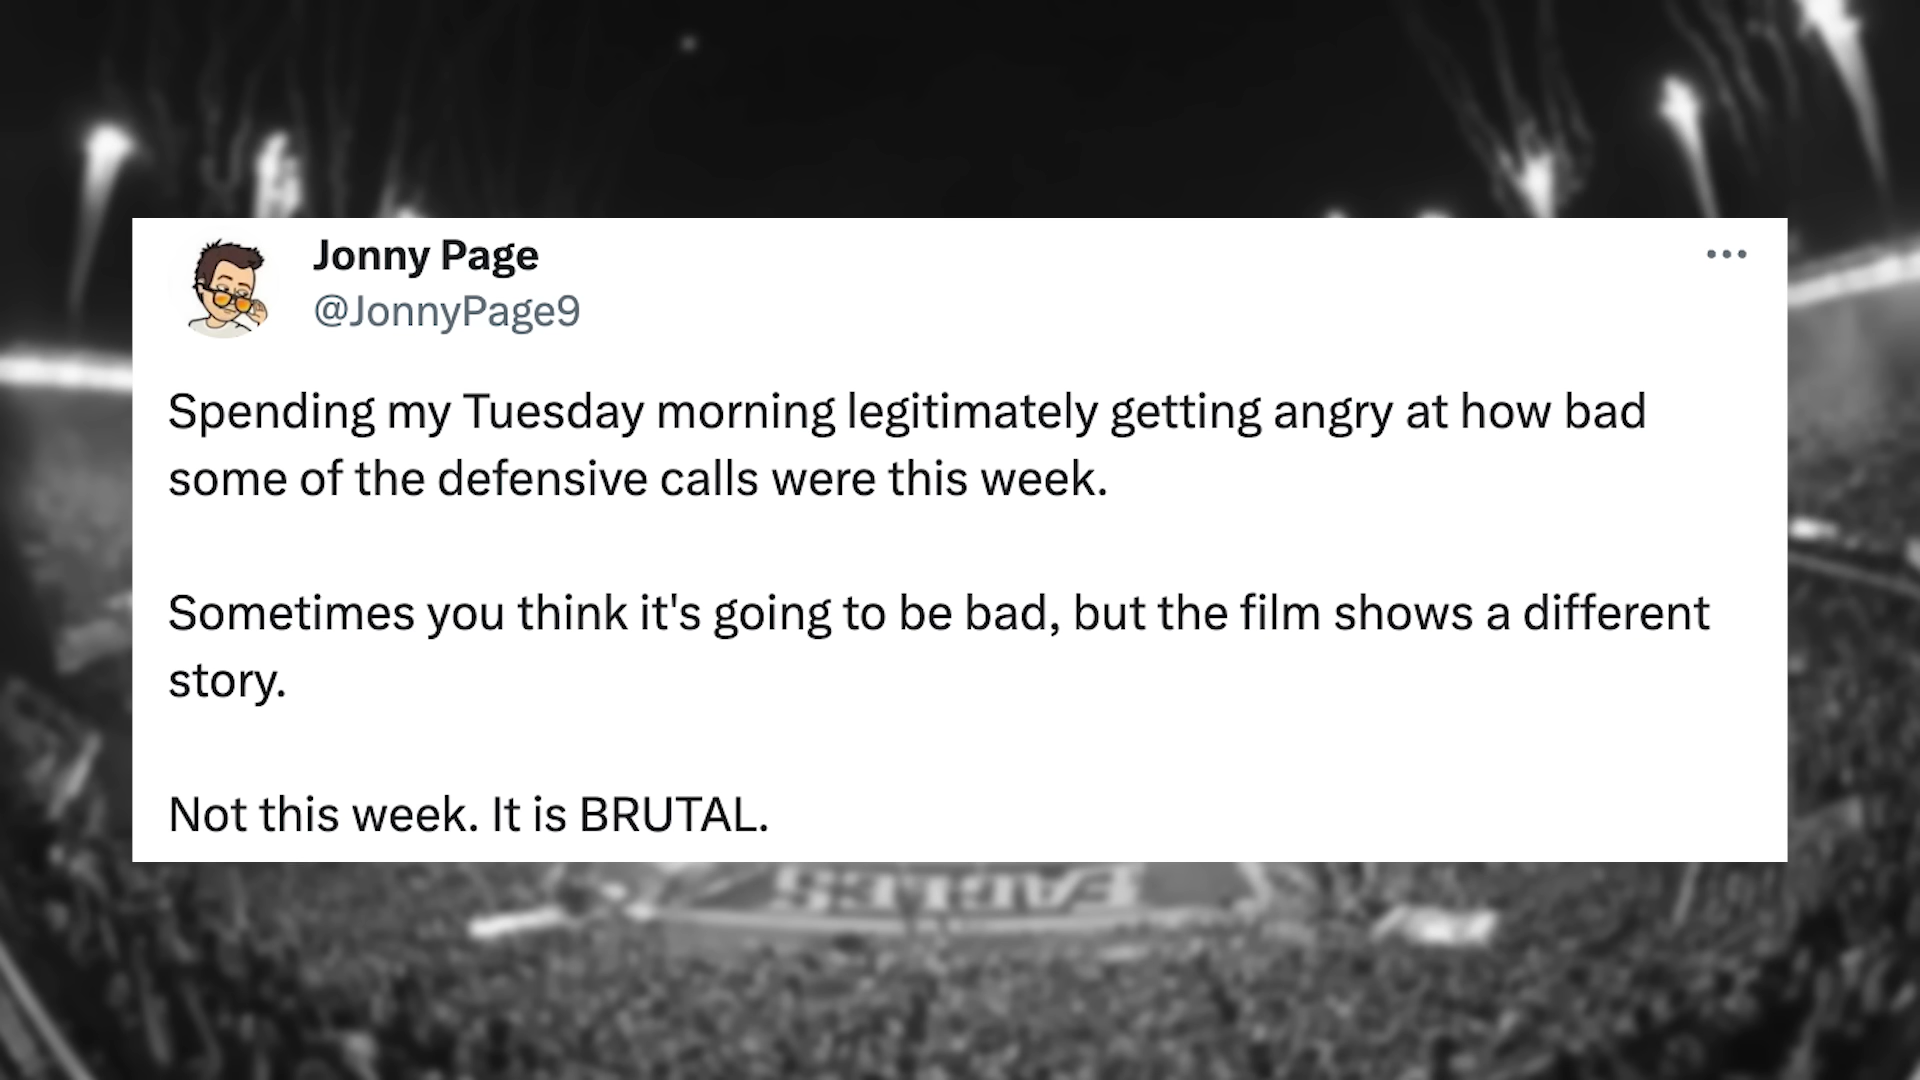 Jonny Page
@JonnyPage9
Spending my Tuesday morning legitimately getting angry at how bad
some of the defensive calls were this week.
Sometimes you think it's going to be bad, but the film shows a different
story.
Not this week. It is BRUTAL.
EAGLES